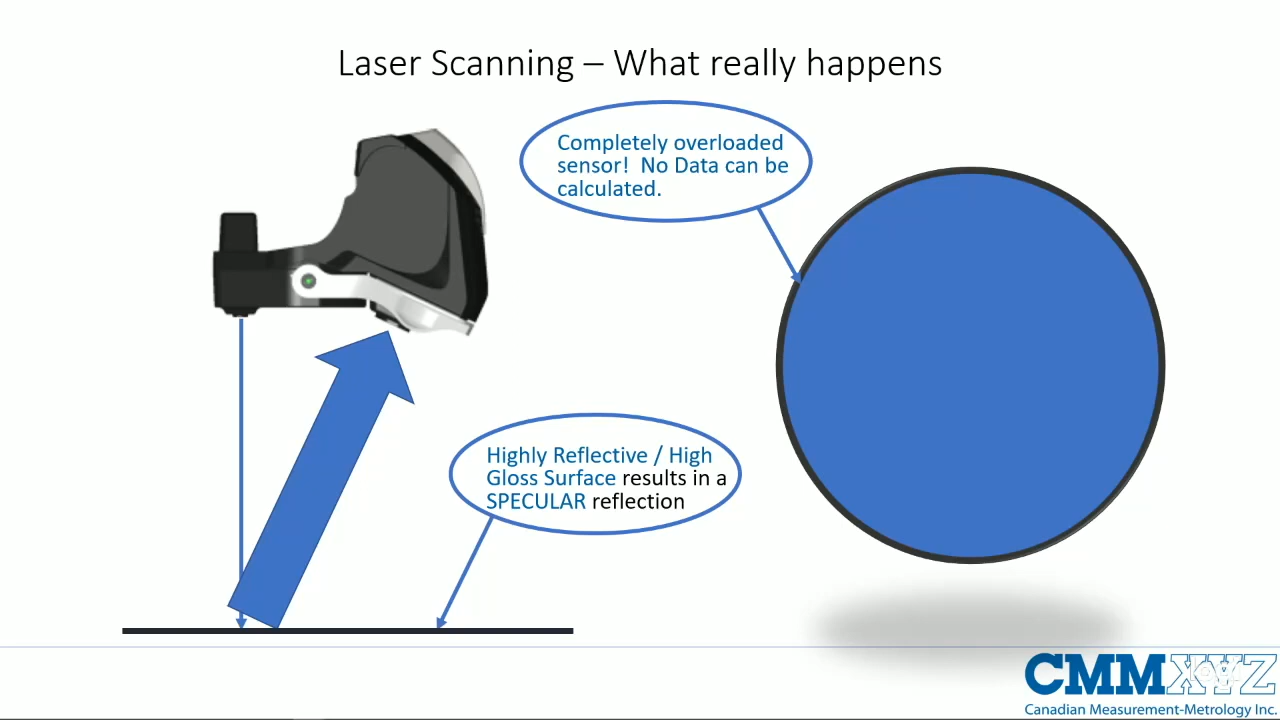 Laser Scanning – What really happens
Completely overloaded
sensor!  No Data can be
calculated.
Highly Reflective / High
Gloss Surface results in a
SPECULAR reflection
CMMXYZ
Canadian Measurement-Metrology Inc.